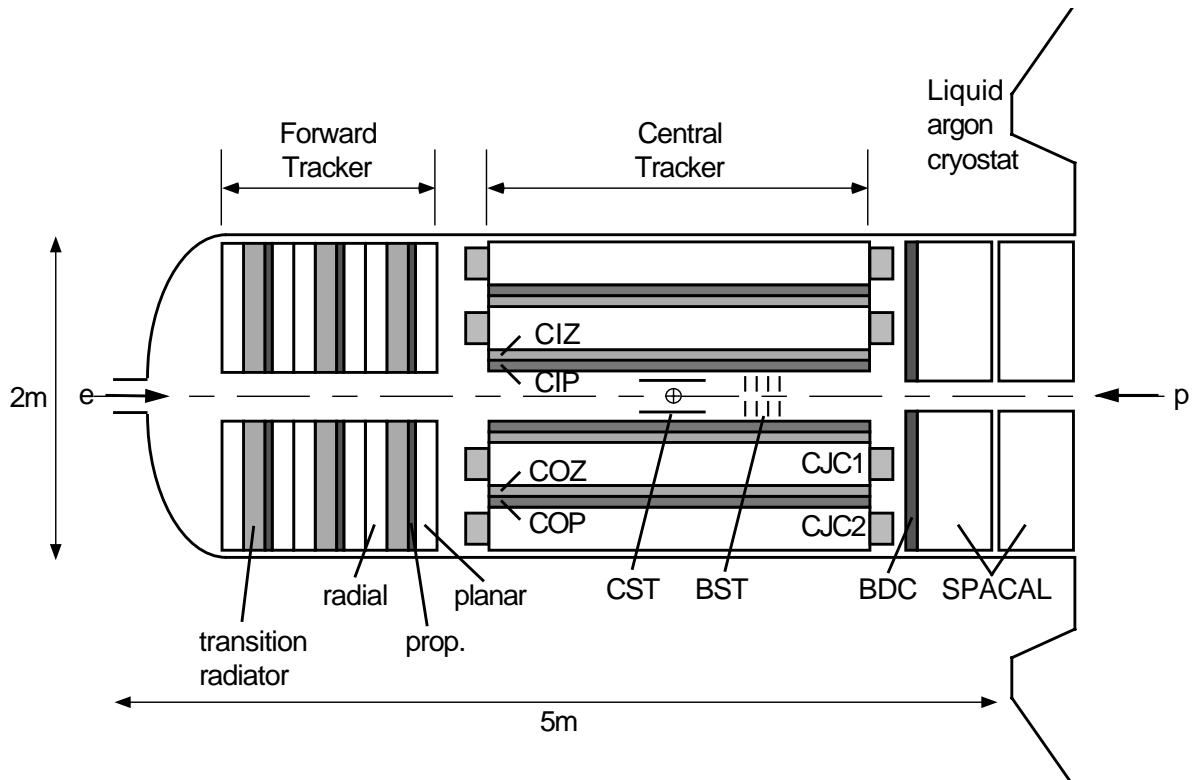 Liquid
argon
cryostat
Forward
Tracker
Central
Tracker
CIZ
CIP
2m
e
p
COZ
COP
CJC1
CJC2
radial
planar
CST
BST
BDC
SPACAL
transition
radiator
prop.
5m